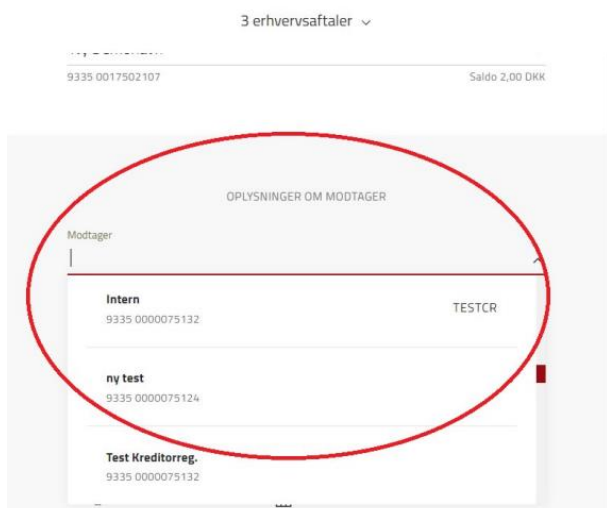 3 erhvervsaftaler
9335 0017502107 Saldo 2,00 DKK
OPLYSNINGER OM MODTAGER
Modtager
Intern
9335 0000075132 TESTCR
ny test
9335 0000075124
Test Kreditorreg.
9335 0000075132